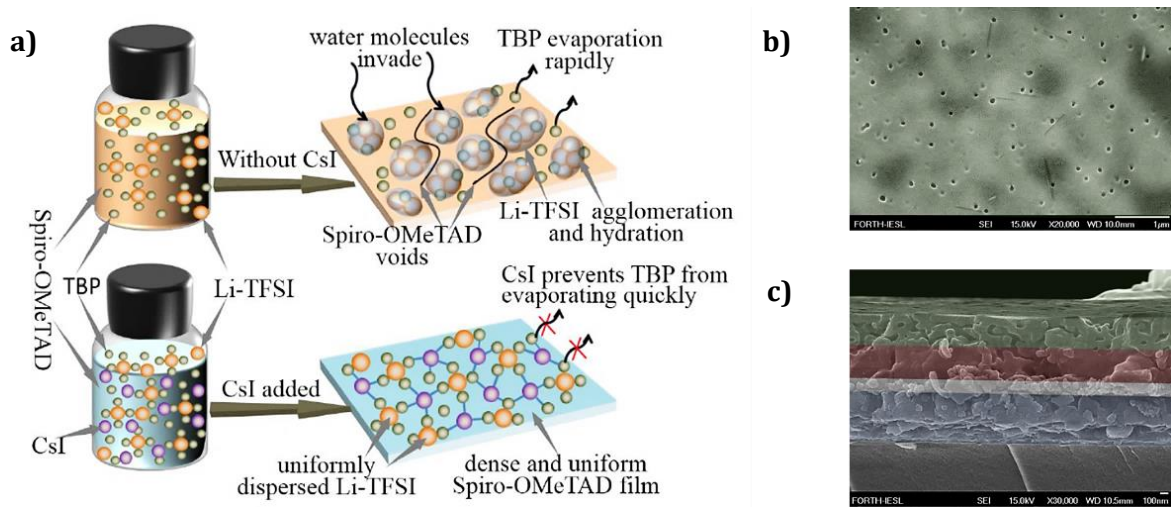 a)
water molecules
invade
TBP evaporation
rapidly
Without CsI
Spiro-OMeTAD
voids
Li-TFSI agglomeration
and hydration
Spiro-OMeTAD
TBP
Li-TFSI
CsI prevents TBP from
evaporating quickly
CsI added
CsI
uniformly
dispersed Li-TFSI
dense and uniform
Spiro-OMeTAD film
b)
FORTH-IESL SEI 15.0kV X20,000 WD 10.0mm 1μm
c)
FORTH-IESL SEI 15.0kV X30,000 WD 10.5mm 100nm